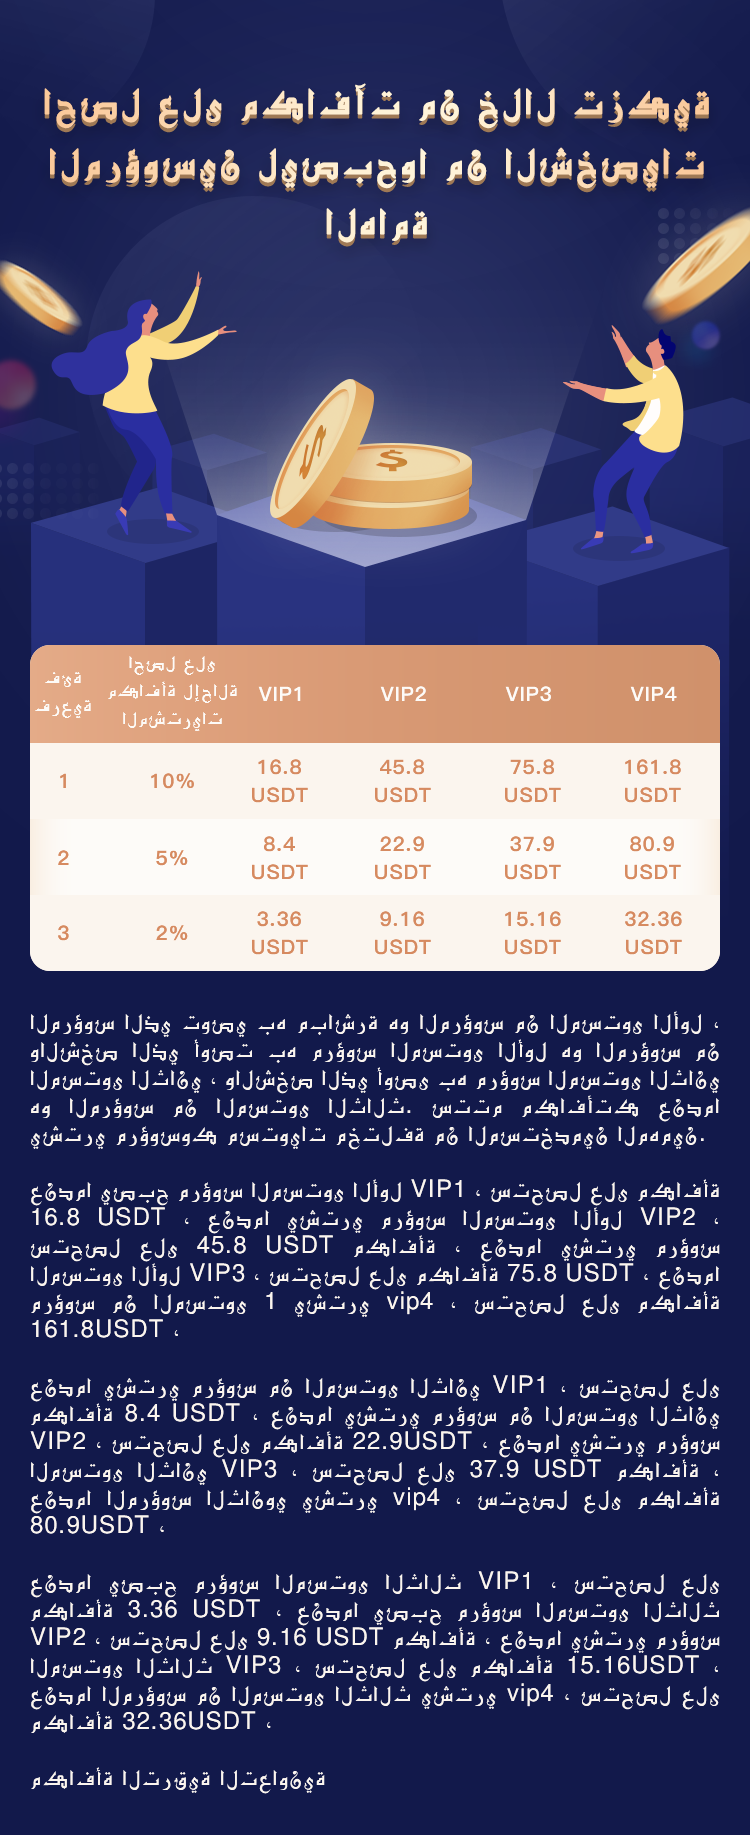 احصل على مكافآت من خلال تزكية
المرؤوسين ليصبحوا من الشخصيات
الهامة
فئة
فرعية
احصل على
مكافأة لإحالة
المشتريات
VIP1
VIP2
VIP3
VIP4
1
10%
16.8
USDT
45.8
USDT
75.8
USDT
161.8
USDT
2
5%
8.4
USDT
22.9
USDT
37.9
USDT
80.9
USDT
3
2%
3.36
USDT
9.16
USDT
15.16
USDT
32.36
USDT
المرؤوس الذي توصي به مباشرة هو المرؤوس من المستوى الأول ،
والشخص الذي أوصت به مرؤوس المستوى الأول هو المرؤوس من
المستوى الثاني ، والشخص الذي أوصى به مرؤوس المستوى الثاني
هو المرؤوس من المستوى الثالث. ستتم مكافأتك عندما
يشتري مرؤوسوك مستويات مختلفة من المستخدمين المهمين.
عندما يصبح مرؤوس المستوى الأول VIP1 ، ستحصل على مكافأة
16.8 USDT ، عندما يشتري مرؤوس المستوى الأول VIP2 ،
ستحصل على 45.8 USDT مكافأة ، عندما يشتري مرؤوس
المستوى الأول VIP3 ، ستحصل على مكافأة 75.8 USDT ، عندما
مرؤوس من المستوى 1 يشتري vip4 ، ستحصل على مكافأة
161.8USDT ،
عندما يشتري مرؤوس من المستوى الثاني VIP1 ، ستحصل على
مكافأة 8.4 USDT ، عندما يشتري مرؤوس من المستوى الثاني
VIP2 ، ستحصل على مكافأة 22.9USDT ، عندما يشتري مرؤوس
المستوى الثاني VIP3 ، ستحصل على 37.9 USDT مكافأة ،
عندما المرؤوس الثانوي يشتري vip4 ، ستحصل على مكافأة
80.9USDT ،
عندما يصبح مرؤوس المستوى الثالث VIP1 ، ستحصل على
مكافأة 3.36 USDT ، عندما يصبح مرؤوس المستوى الثالث
VIP2 ، ستحصل على 9.16 USDT مكافأة ، عندما يشتري مرؤوس
المستوى الثالث VIP3 ، ستحصل على مكافأة 15.16USDT ،
عندما المرؤوس من المستوى الثالث يشتري vip4 ، ستحصل على
مكافأة 32.36USDT ،
مكافأة الترقية التعاونية